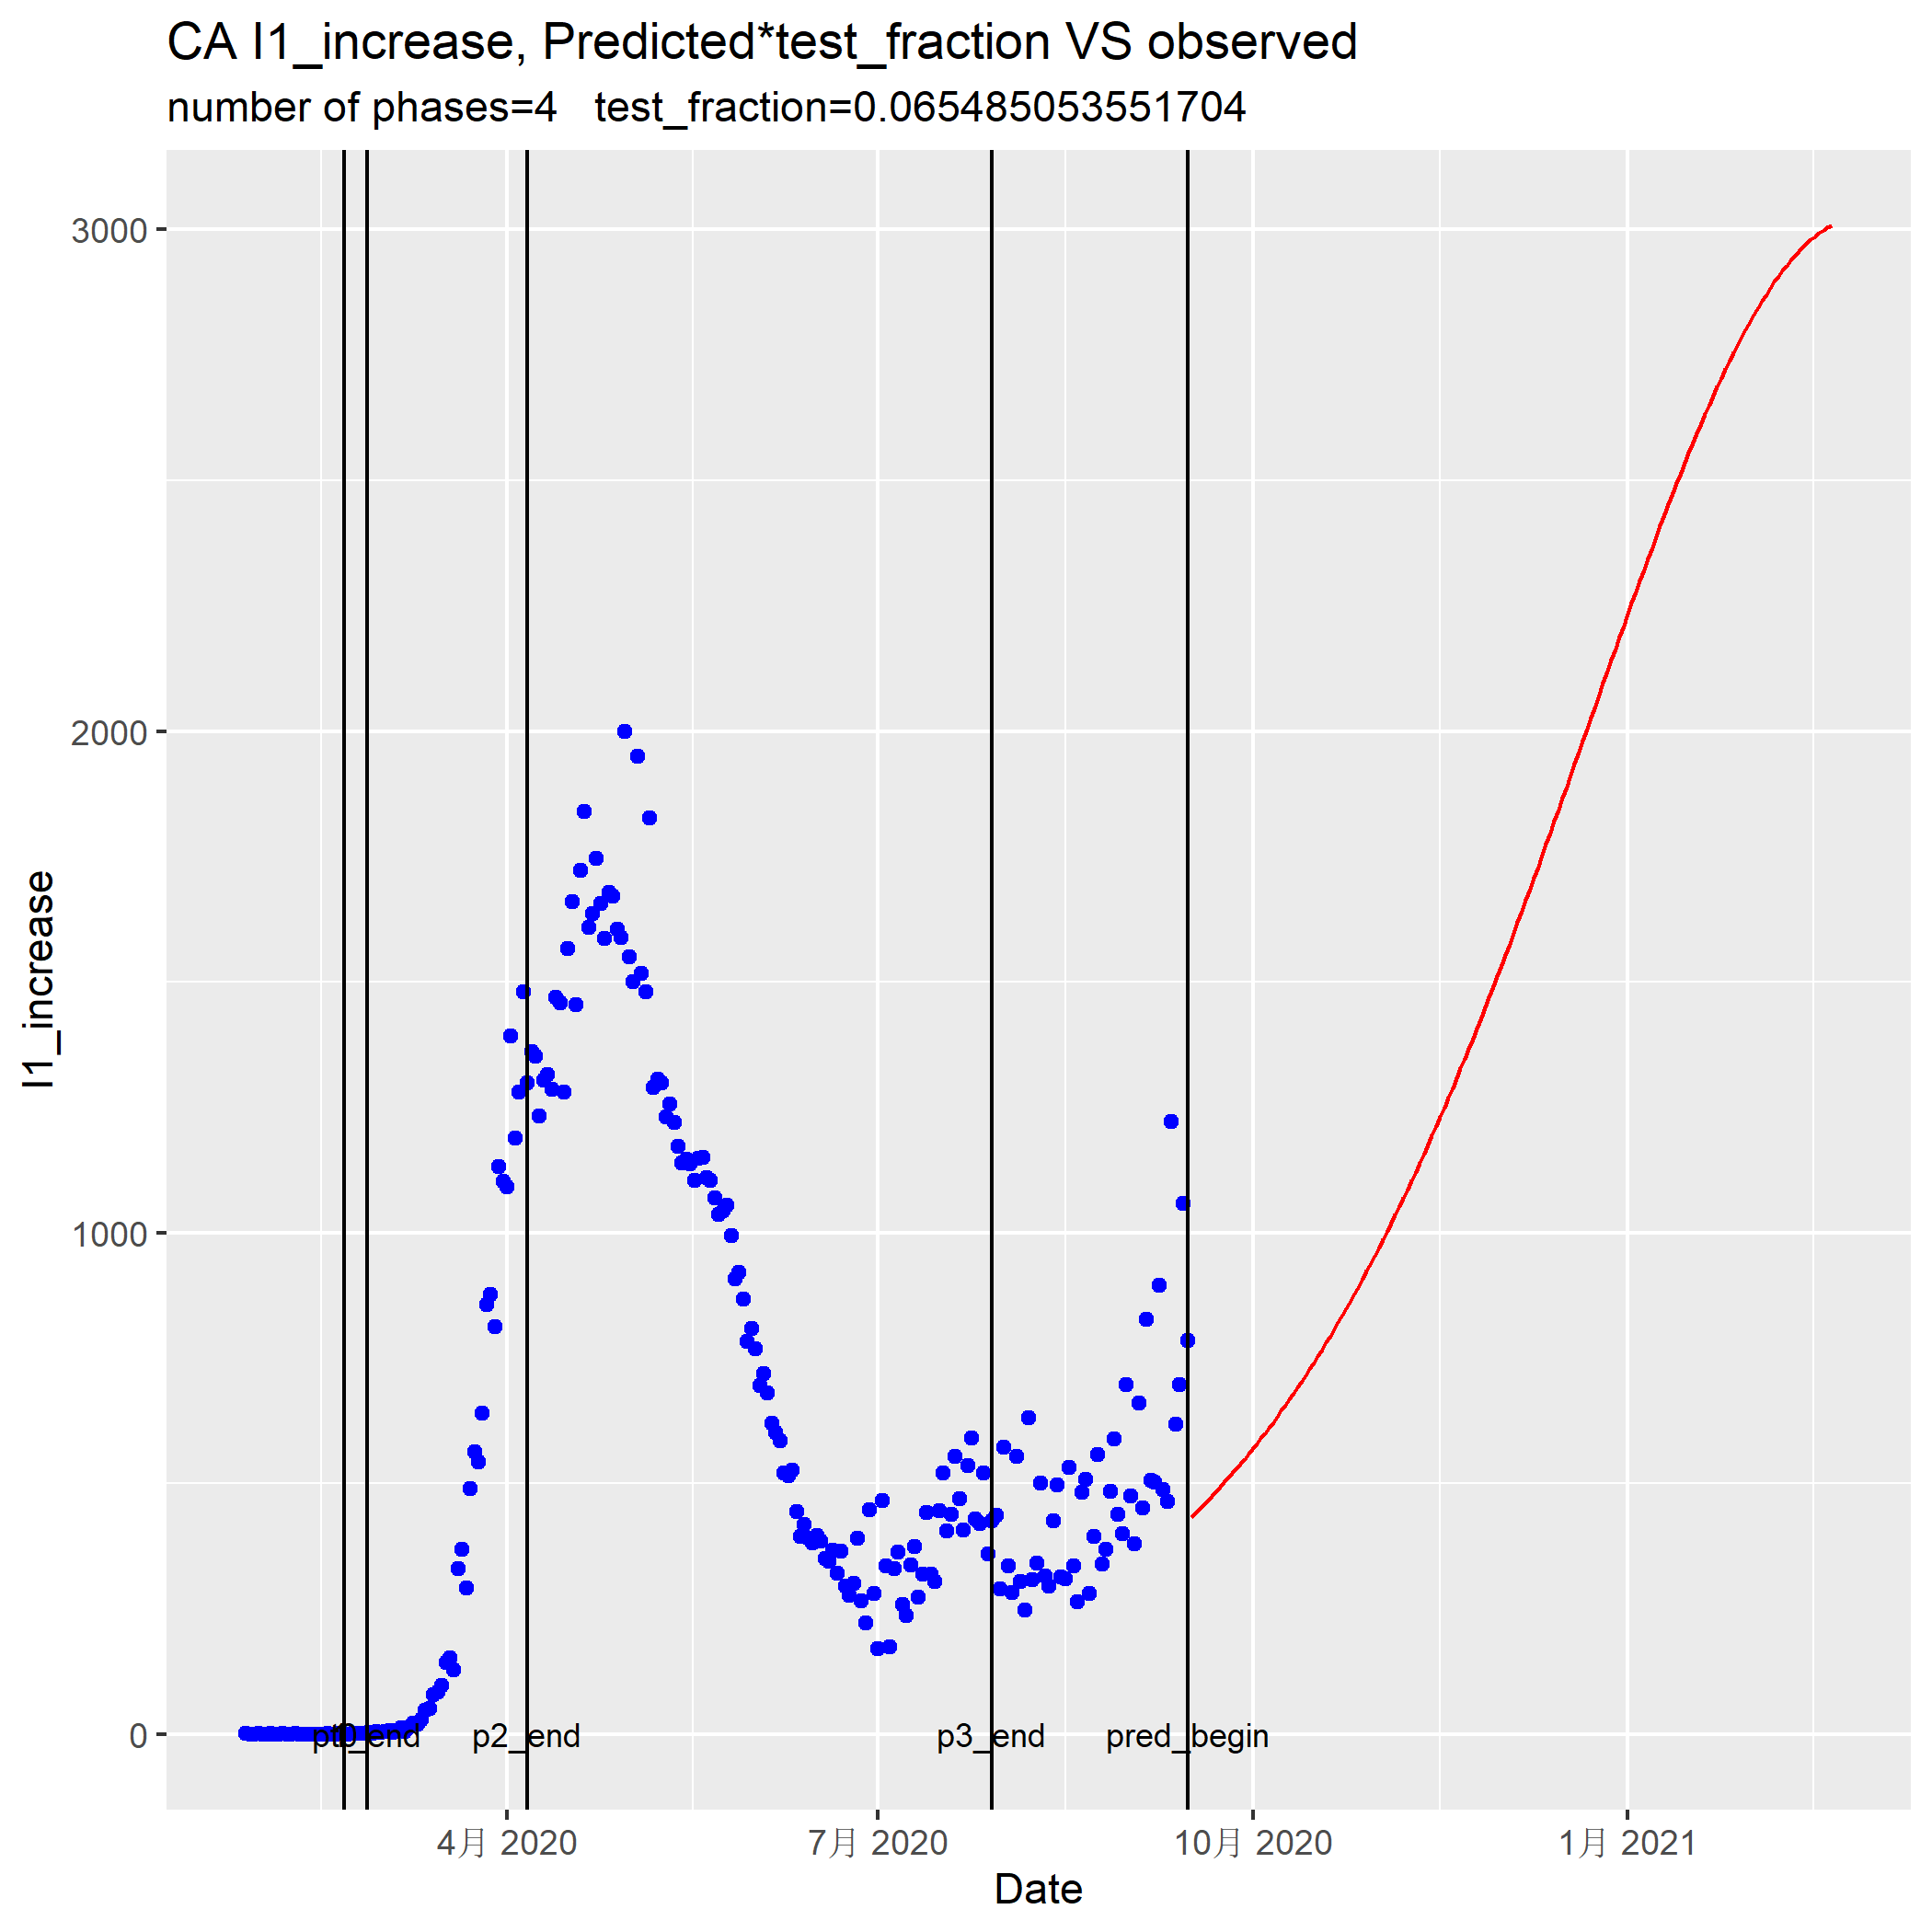 CA I1_increase, Predicted*test_fraction VS observed
number of phases=4   test_fraction=0.065485053551704
3000
2000
1000
0
I1_increase
p2_end
p3_end
pred_begin
4月 2020
7月 2020
10月 2020
1月 2021
Date